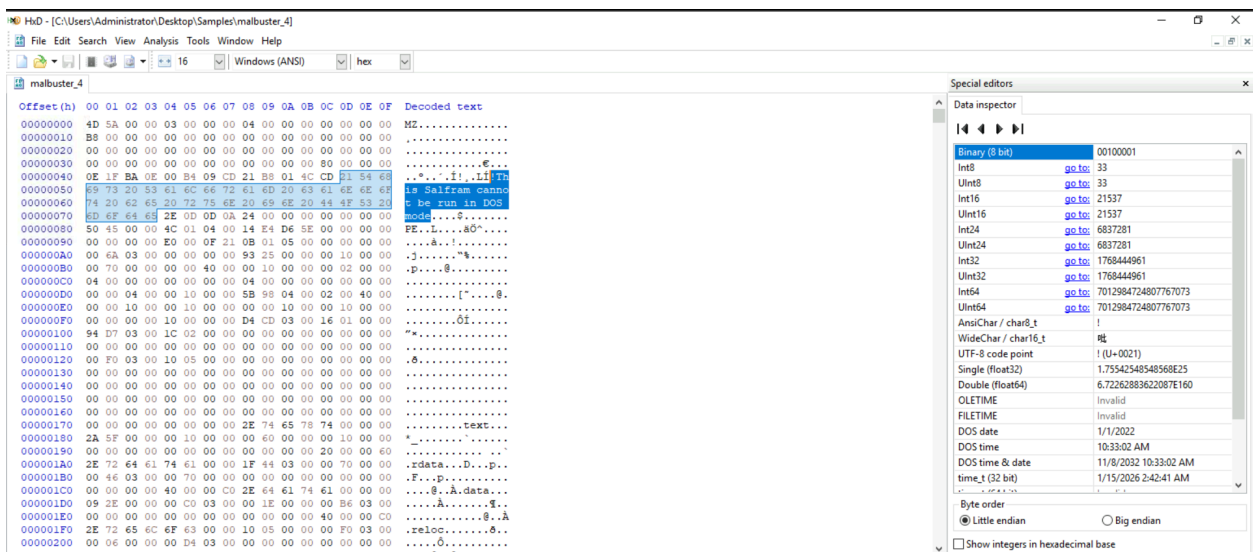 HxD - [C:\Users\Administrator\Desktop\Samples\malbuster_4]
File Edit Search View Analysis Tools Window Help
16 Windows (ANSI) hex
malbuster_4
Offset(h) 00 01 02 03 04 05 06 07 08 09 0A 0B 0C 0D 0E 0F Decoded text
00000000 4D 5A 00 00 03 00 00 00 04 00 00 00 00 00 00 00 MZ..............
00000010 B8 00 00 00 00 00 00 00 00 00 00 00 00 00 00 00 ¸...............
00000020 00 00 00 00 00 00 00 00 00 00 00 00 00 00 00 00 ................
00000030 00 00 00 00 00 00 00 00 00 00 00 00 80 00 00 00 ............€...
00000040 0E 1F BA 0E 00 B4 09 CD 21 B8 01 4C CD 21 54 68 ..º..´.Í!¸.LÍ!Th
00000050 69 73 20 53 61 6C 66 72 61 6D 20 63 61 6E 6E 6F is Salfram canno
00000060 74 20 62 65 20 72 75 6E 20 69 6E 20 44 4F 53 20 t be run in DOS
00000070 6D 6F 64 65 2E 0D 0D 0A 24 00 00 00 00 00 00 00 mode....$.......
00000080 50 45 00 00 4C 01 04 00 14 E4 D6 5E 00 00 00 00 PE..L....äÖ^....
00000090 00 00 00 00 E0 00 0F 21 0B 01 05 00 00 00 00 00 ....à..!........
000000A0 00 6A 03 00 00 00 00 00 93 25 00 00 00 10 00 00 .j......“%......
000000B0 00 70 00 00 00 00 40 00 00 10 00 00 00 02 00 00 .p....@.........
000000C0 04 00 00 00 00 00 00 00 04 00 00 00 00 00 00 00 ................
000000D0 00 00 04 00 00 10 00 00 5B 98 04 00 02 00 40 00 ........[˜....@.
000000E0 00 00 10 00 00 10 00 00 00 00 10 00 00 10 00 00 ................
000000F0 00 00 00 00 10 00 00 00 D4 CD 03 00 16 01 00 00 ........ÔÍ......
00000100 94 D7 03 00 1C 02 00 00 00 00 00 00 00 00 00 00 ”×..............
00000110 00 00 00 00 00 00 00 00 00 00 00 00 00 00 00 00 ................
00000120 00 F0 03 00 10 05 00 00 00 00 00 00 00 00 00 00 .ð..............
00000130 00 00 00 00 00 00 00 00 00 00 00 00 00 00 00 00 ................
00000140 00 00 00 00 00 00 00 00 00 00 00 00 00 00 00 00 ................
00000150 00 00 00 00 00 00 00 00 00 00 00 00 00 00 00 00 ................
00000160 00 00 00 00 00 00 00 00 00 00 00 00 00 00 00 00 ................
00000170 00 00 00 00 00 00 00 00 2E 74 65 78 74 00 00 00 .........text...
00000180 2A 5F 00 00 00 10 00 00 00 60 00 00 00 10 00 00 *_.......`......
00000190 00 00 00 00 00 00 00 00 00 00 00 00 20 00 00 60 ............ ..`
000001A0 2E 72 64 61 74 61 00 00 1F 44 03 00 00 70 00 00 .rdata...D...p..
000001B0 00 46 03 00 00 70 00 00 00 00 00 00 00 00 00 00 .F...p..........
000001C0 00 00 00 00 40 00 00 C0 2E 64 61 74 61 00 00 00 ....@..À.data...
000001D0 09 2E 00 00 00 C0 03 00 00 1E 00 00 00 B6 03 00 .....À.......¶..
000001E0 00 00 00 00 00 00 00 00 00 00 00 00 40 00 00 C0 ............@..À
000001F0 2E 72 65 6C 6F 63 00 00 10 05 00 00 00 F0 03 00 .reloc.......ð..
00000200 00 06 00 00 00 D4 03 00 00 00 00 00 00 00 00 00 .....Ô..........
Special editors
Data inspector
Binary (8 bit) 00100001
Int8 go to: 33
UInt8 go to: 33
Int16 go to: 21537
UInt16 go to: 21537
Int24 go to: 6837281
UInt24 go to: 6837281
Int32 go to: 1768444961
UInt32 go to: 1768444961
Int64 go to: 7012984724807767073
UInt64 go to: 7012984724807767073
AnsiChar / char8_t !
WideChar / char16_t 吡
UTF-8 code point ! (U+0021)
Single (float32) 1.75542548548568E25
Double (float64) 6.72262883622087E160
OLETIME Invalid
FILETIME Invalid
DOS date 1/1/2022
DOS time 10:33:02 AM
DOS time & date 11/8/2032 10:33:02 AM
time_t (32 bit) 1/15/2026 2:42:41 AM
Byte order
Little endian Big endian
Show integers in hexadecimal base